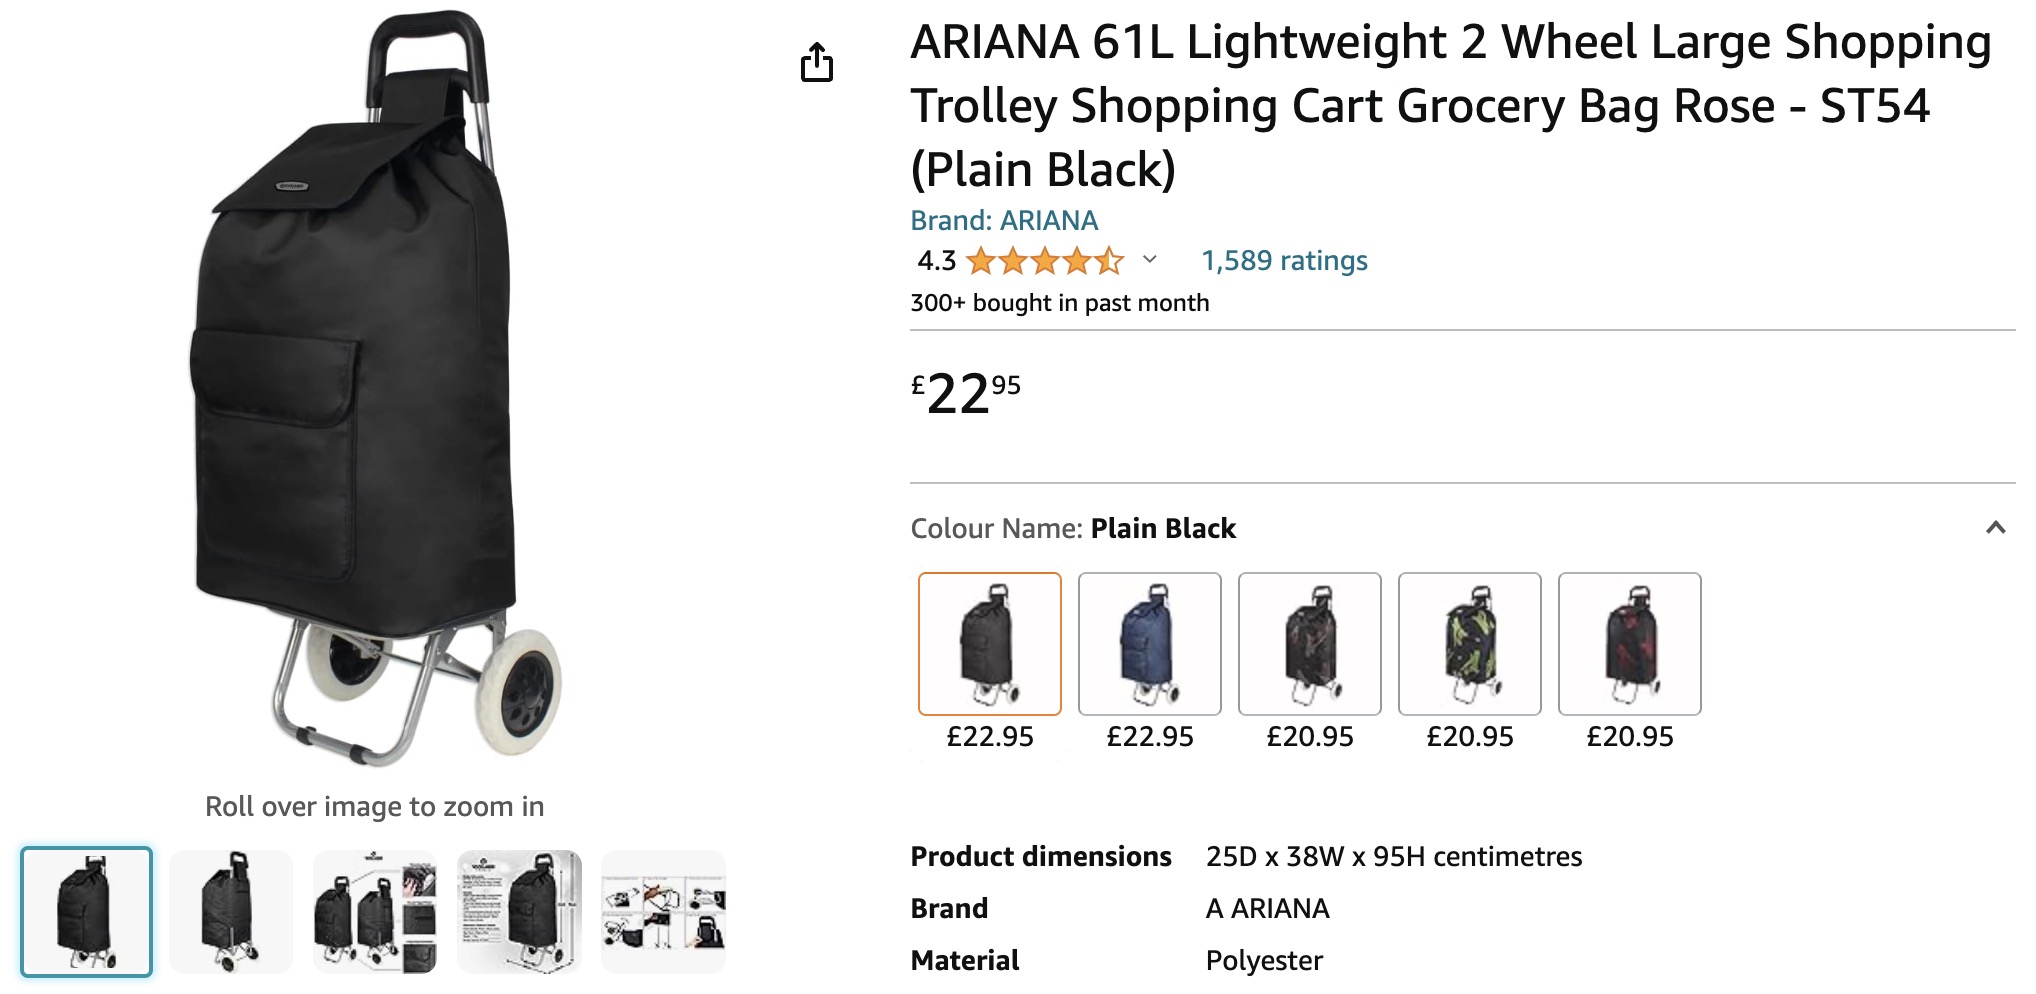 ARIANA 61L Lightweight 2 Wheel Large Shopping
Trolley Shopping Cart Grocery Bag Rose - ST54
(Plain Black)
Brand: ARIANA
4.3 1,589 ratings
300+ bought in past month
£22.95
Colour Name: Plain Black
£22.95 £22.95 £20.95 £20.95 £20.95
Roll over image to zoom in
Product dimensions 25D x 38W x 95H centimetres
Brand A ARIANA
Material Polyester